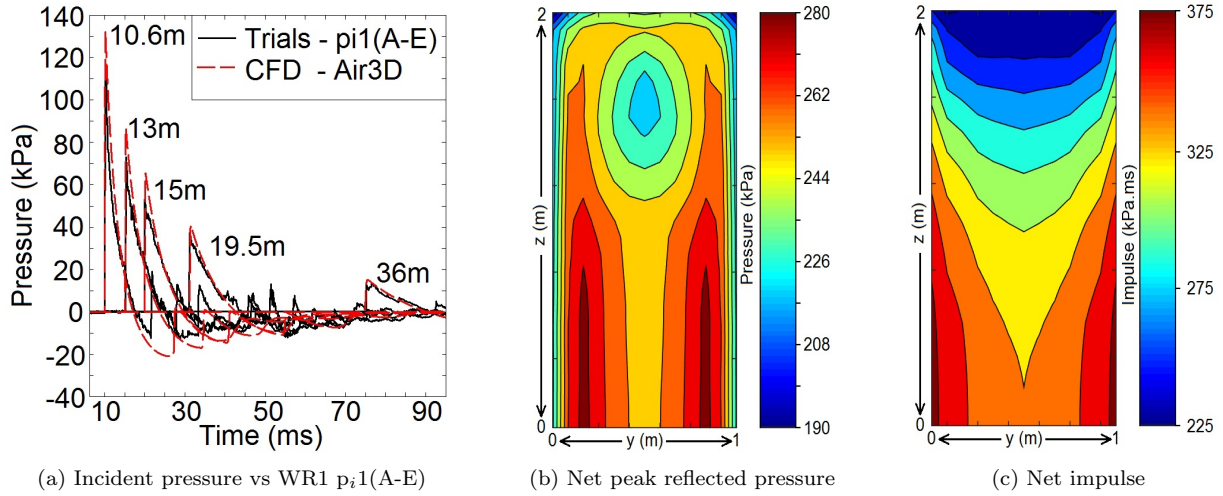 140
120
100
80
60
40
20
0
-20
-40
Pressure (kPa)
10
30
50
70
90
Time (ms)
10.6m
13m
15m
19.5m
36m
Trials - pi1(A-E)
CFD - Air3D
2
z (m)
0
0
y (m)
1
280
262
244
226
208
190
Pressure (kPa)
2
z (m)
0
0
y (m)
1
375
325
275
225
Impulse (kPa.ms)
(a) Incident pressure vs WR1 pi1(A-E)
(b) Net peak reflected pressure
(c) Net impulse